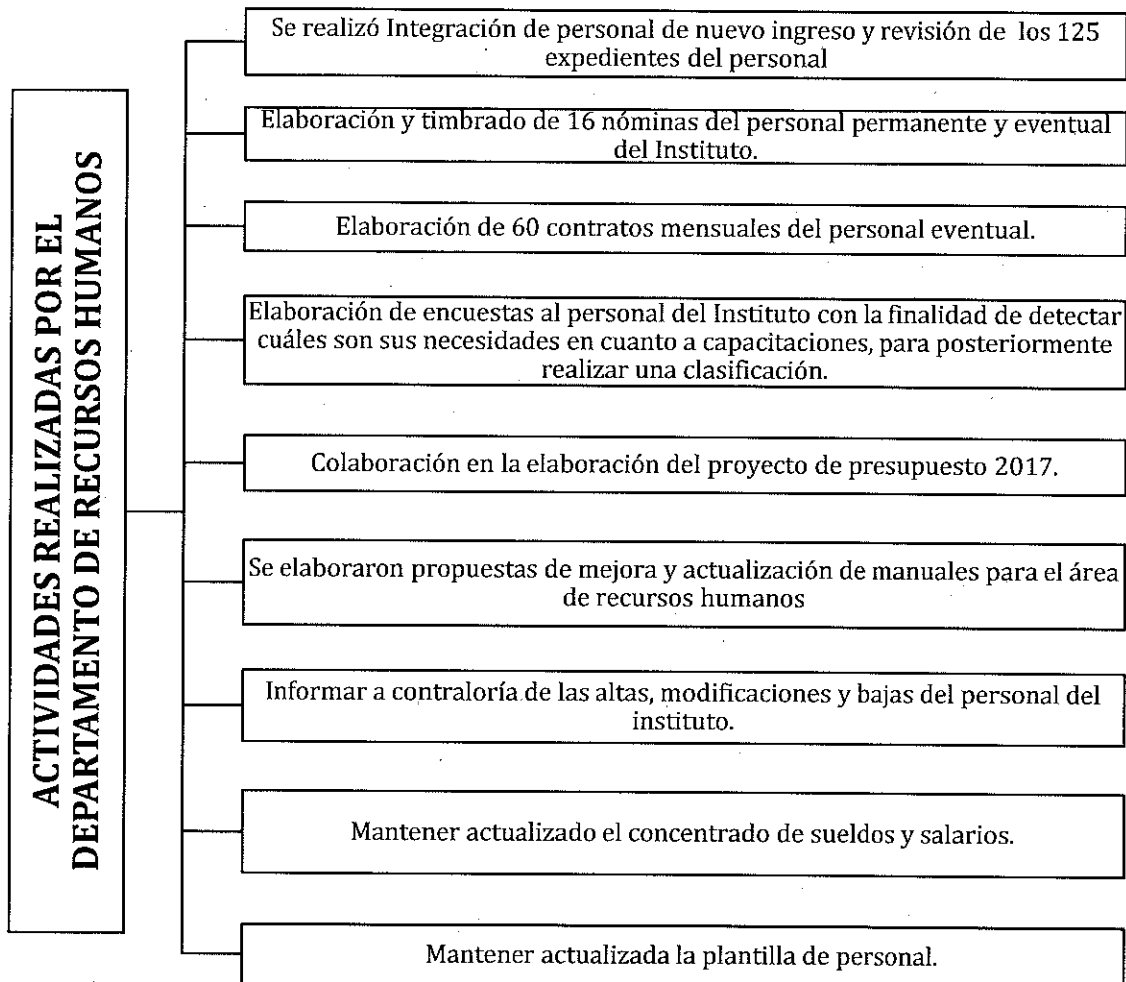 ACTIVIDADES REALIZADAS POR EL
DEPARTAMENTO DE RECURSOS HUMANOS
Se realizó Integración de personal de nuevo ingreso y revisión de los 125
expedientes del personal
Elaboración y timbrado de 16 nóminas del personal permanente y eventual
del Instituto.
Elaboración de 60 contratos mensuales del personal eventual.
Elaboración de encuestas al personal del Instituto con la finalidad de detectar
cuáles son sus necesidades en cuanto a capacitaciones, para posteriormente
realizar una clasificación.
Colaboración en la elaboración del proyecto de presupuesto 2017.
Se elaboraron propuestas de mejora y actualización de manuales para el área
de recursos humanos
Informar a contraloría de las altas, modificaciones y bajas del personal del
instituto.
Mantener actualizado el concentrado de sueldos y salarios.
Mantener actualizada la plantilla de personal.